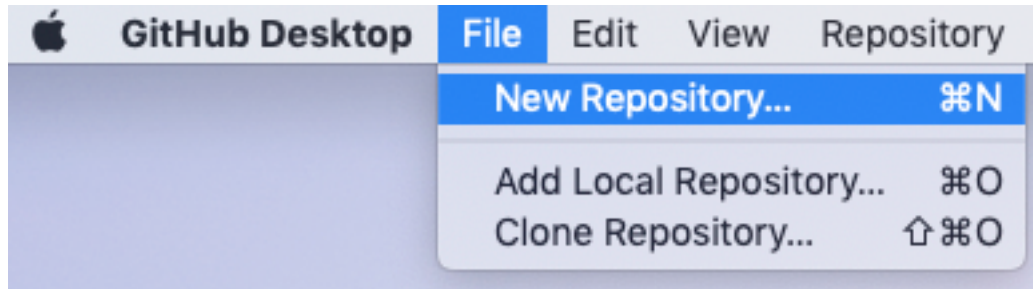 GitHub Desktop File Edit View Repository
New Repository... ⌘N
Add Local Repository... ⌘O
Clone Repository... ⇧⌘O